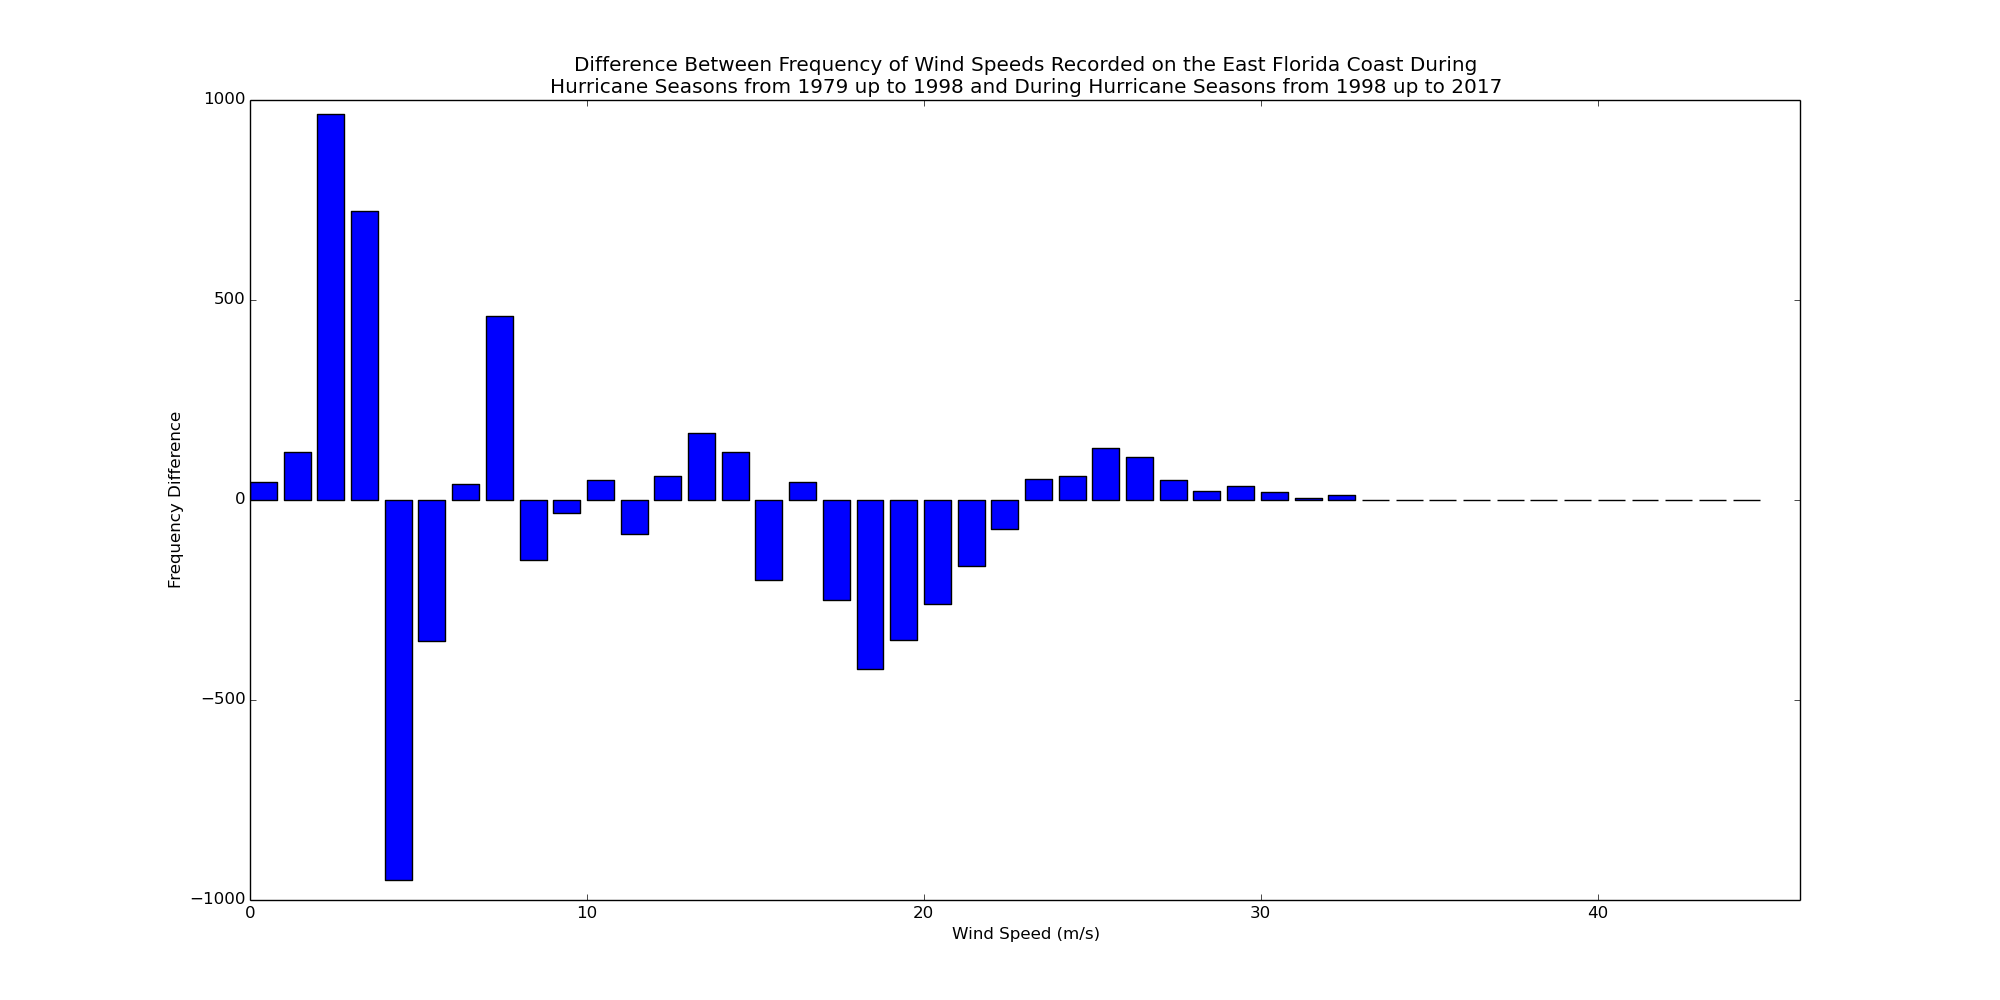 Difference Between Frequency of Wind Speeds Recorded on the East Florida Coast During
Hurricane Seasons from 1979 up to 1998 and During Hurricane Seasons from 1998 up to 2017
1000
500
0
−500
−1000
Frequency Difference
0 10 20 30 40
Wind Speed (m/s)